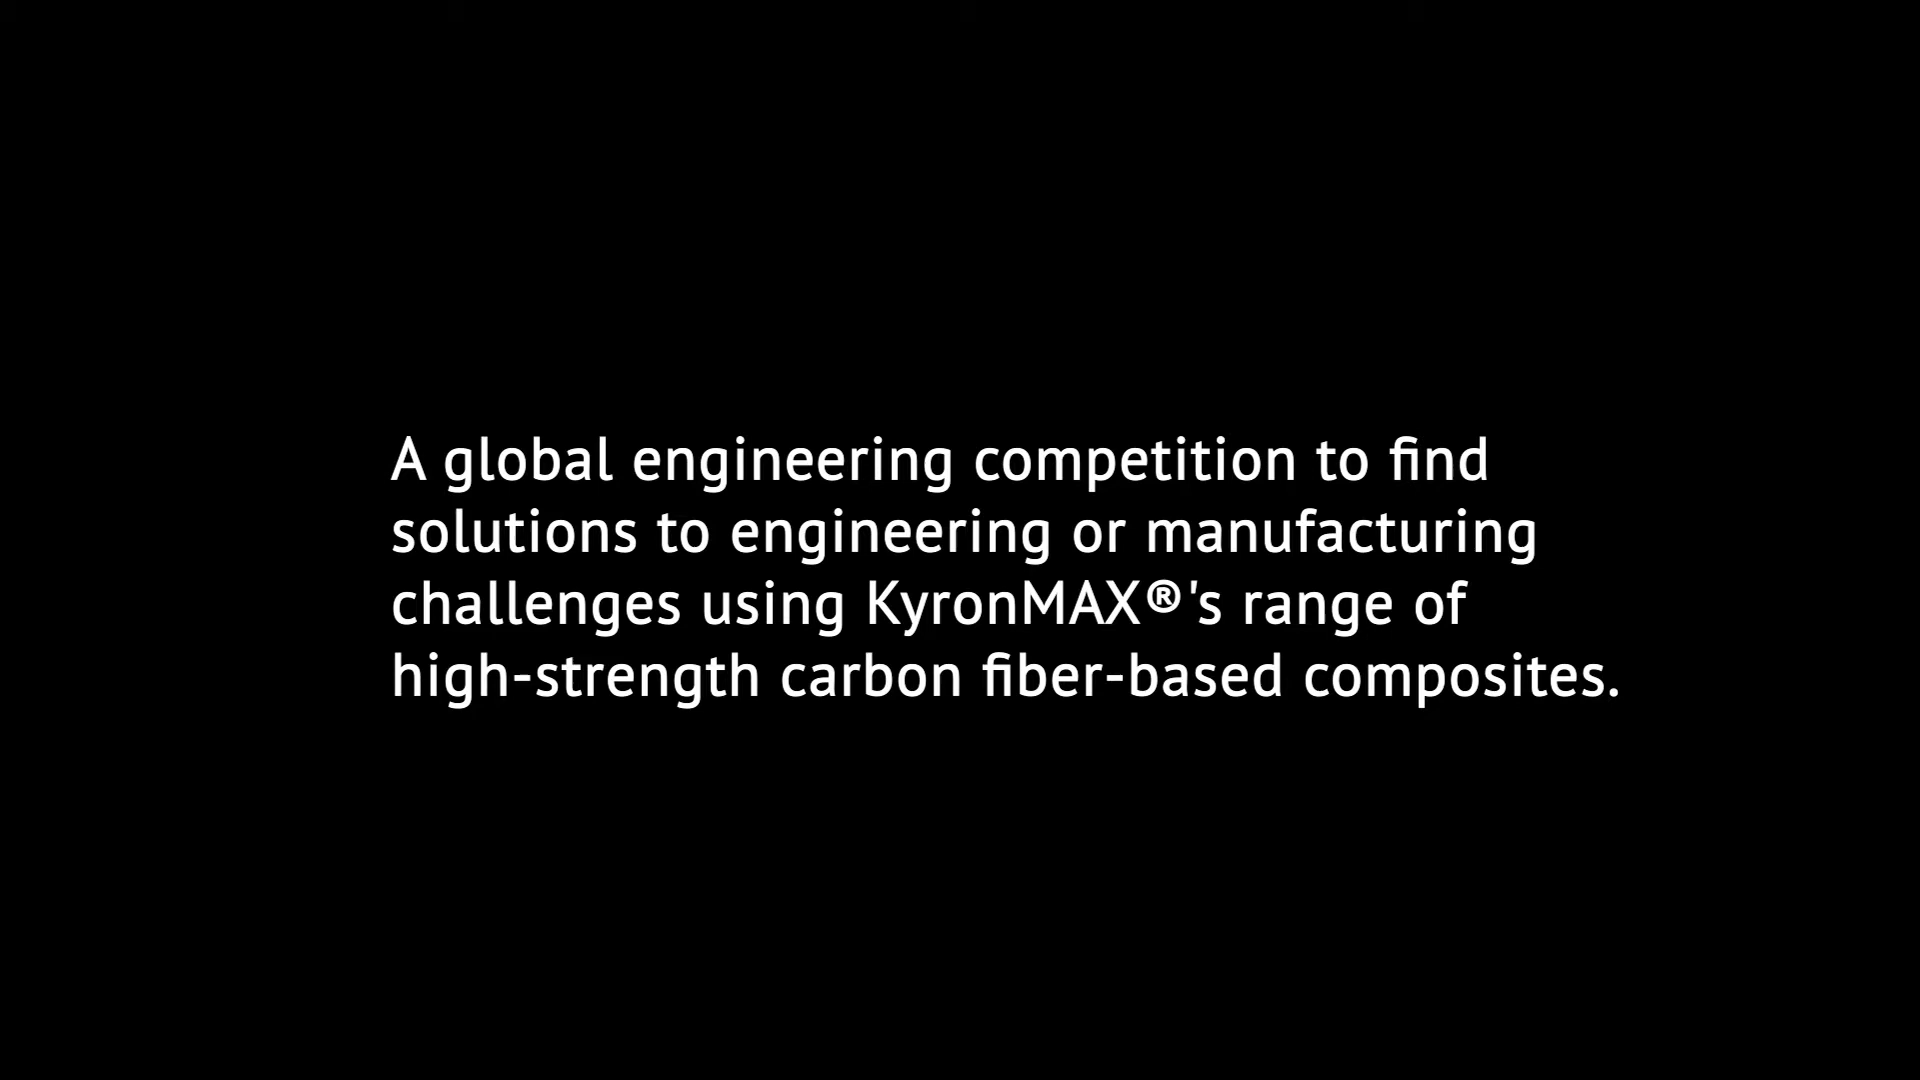 A global engineering competition to find
solutions to engineering or manufacturing
challenges using KyronMAX®'s range of
high-strength carbon fiber-based composites.